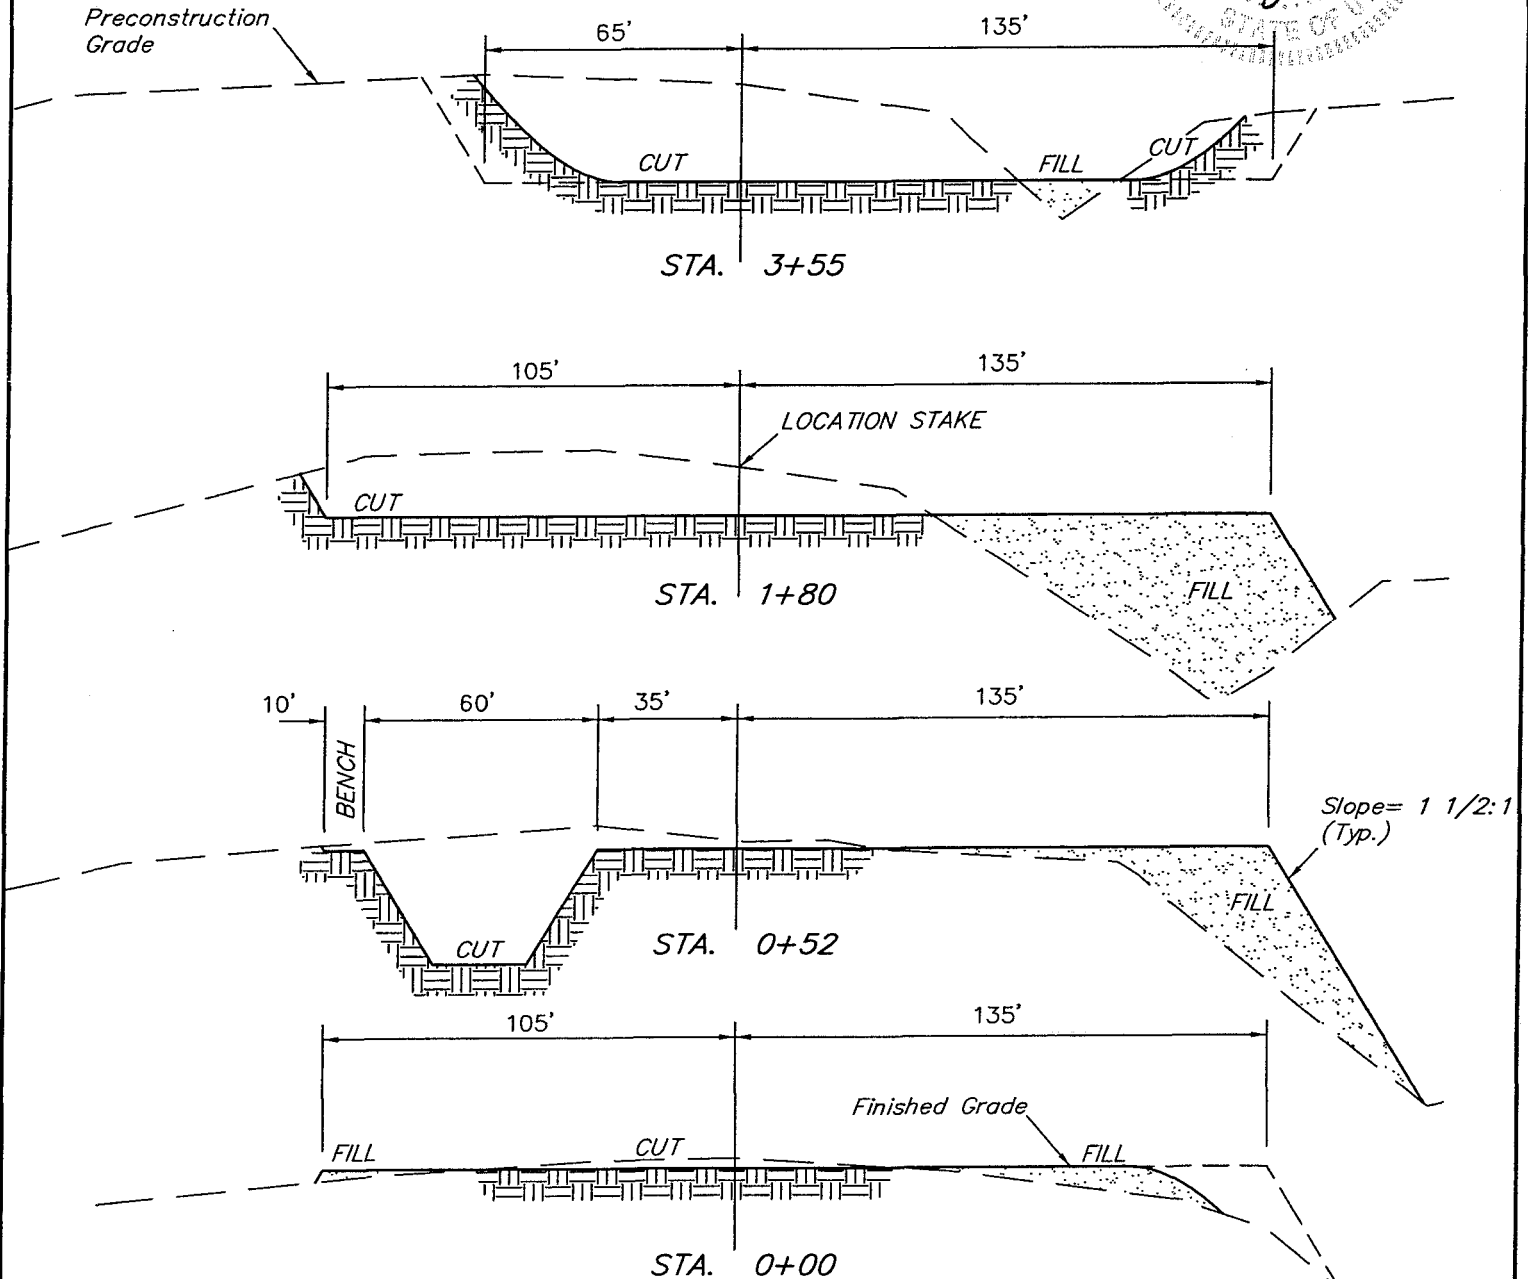 Preconstruction
Grade
65'
135'
STATE OF
CUT
FILL
CUT
STA. 3+55
105'
135'
LOCATION STAKE
CUT
FILL
STA. 1+80
10'
60'
35'
135'
BENCH
Slope= 1 1/2:1
(Typ.)
FILL
CUT
STA. 0+52
105'
135'
Finished Grade
FILL
CUT
FILL
STA. 0+00